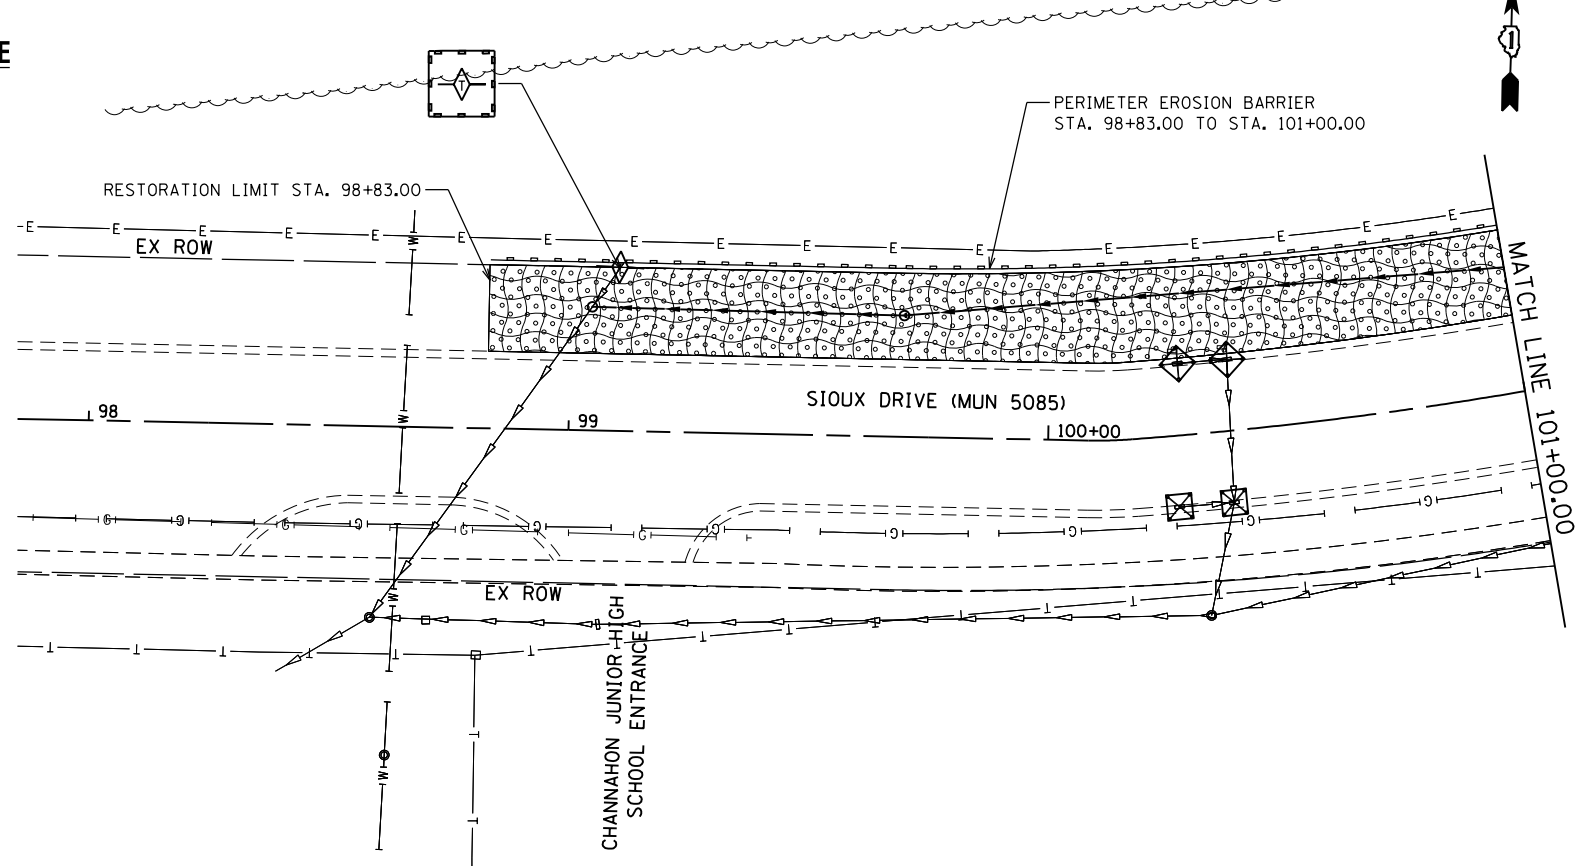 E
T
1
PERIMETER EROSION BARRIER
STA. 98+83.00 TO STA. 101+00.00
RESTORATION LIMIT STA. 98+83.00
E E E E E E E E E E E E E E E E E
EX ROW
W
MATCH LINE 101+00.00
SIOUX DRIVE (MUN 5085)
98
99
100+00
W
G G G G G G G G G G G G
EX ROW
W
T T T T T T T T T T T T T T
CHANNAHON JUNIOR HIGH
SCHOOL ENTRANCE
T
W
T